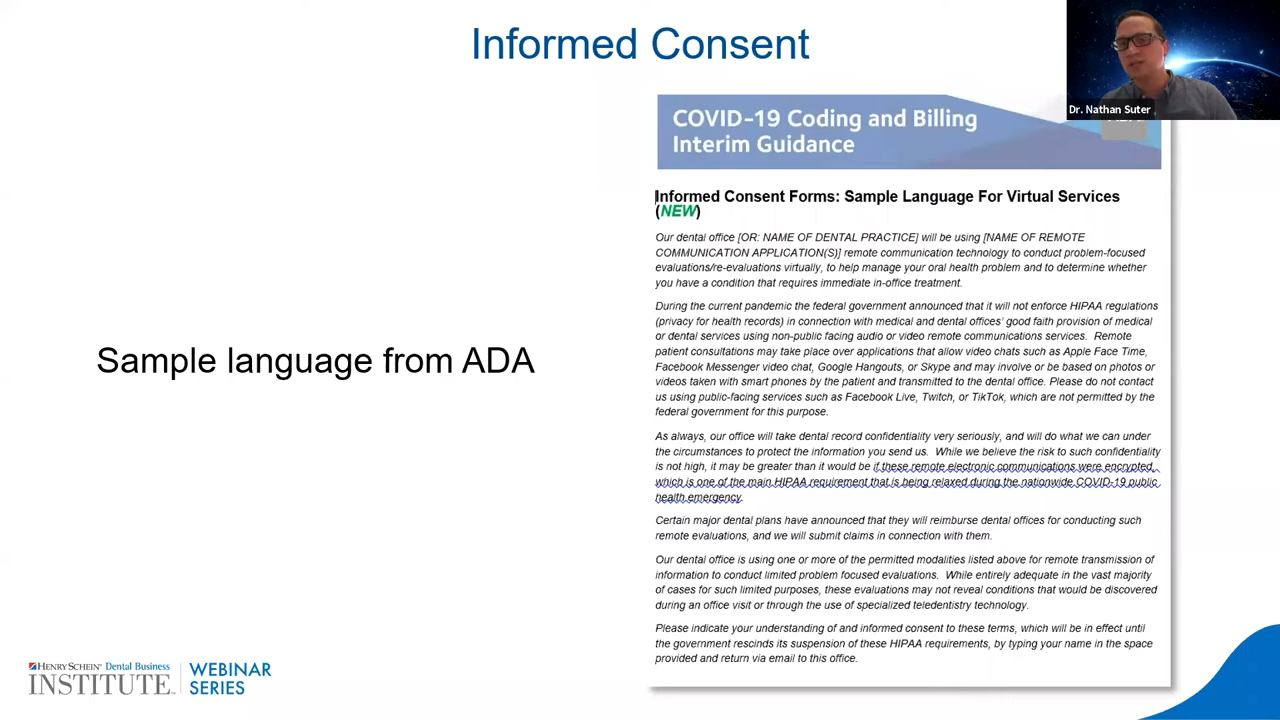 Informed Consent
Dr. Nathan Suter
COVID-19 Coding and Billing
Interim Guidance
Informed Consent Forms: Sample Language For Virtual Services
(NEW)
Our dental office [OR: NAME OF DENTAL PRACTICE] will be using [NAME OF REMOTE
COMMUNICATION APPLICATION(S)] remote communication technology to conduct problem-focused
evaluations/re-evaluations virtually, to help manage your oral health problem and to determine whether
you have a condition that requires immediate in-office treatment.
During the current pandemic the federal government announced that it will not enforce HIPAA regulations
(privacy for health records) in connection with medical and dental offices' good faith provision of medical
or dental services using non-public facing audio or video remote communications services. Remote
patient consultations may take place over applications that allow video chats such as Apple Face Time,
Facebook Messenger video chat, Google Hangouts, or Skype and may involve or be based on photos or
videos taken with smart phones by the patient and transmitted to the dental office. Please do not contact
us using public-facing services such as Facebook Live, Twitch, or TikTok, which are not permitted by the
federal government for this purpose.
As always, our office will take dental record confidentiality very seriously, and will do what we can under
the circumstances to protect the information you send us. While we believe the risk to such confidentiality
is not high, it may be greater than it would be if these remote electronic communications were encrypted,
which is one of the main HIPAA requirement that is being relaxed during the nationwide COVID-19 public
health emergency.
Certain major dental plans have announced that they will reimburse dental offices for conducting such
remote evaluations, and we will submit claims in connection with them.
Our dental office is using one or more of the permitted modalities listed above for remote transmission of
information to conduct limited problem focused evaluations. While entirely adequate in the vast majority
of cases for such limited purposes, these evaluations may not reveal conditions that would be discovered
during an office visit or through the use of specialized teledentistry technology.
Please indicate your understanding of and informed consent to these terms, which will be in effect until
the government rescinds its suspension of these HIPAA requirements, by typing your name in the space
provided and return via email to this office.
Sample language from ADA
HENRY SCHEIN® Dental Business
INSTITUTE™
WEBINAR
SERIES